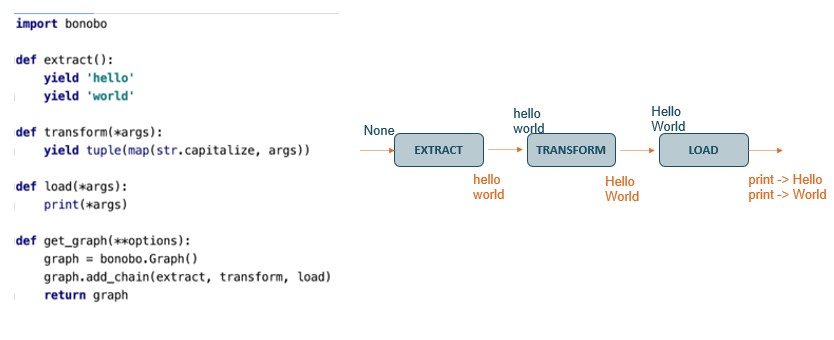 import bonobo
def extract():
    yield 'hello'
    yield 'world'
def transform(*args):
    yield tuple(map(str.capitalize, args))
def load(*args):
    print(*args)
def get_graph(**options):
    graph = bonobo.Graph()
    graph.add_chain(extract, transform, load)
    return graph
None
EXTRACT
hello
world
hello
world
TRANSFORM
Hello
World
Hello
World
LOAD
print -> Hello
print -> World